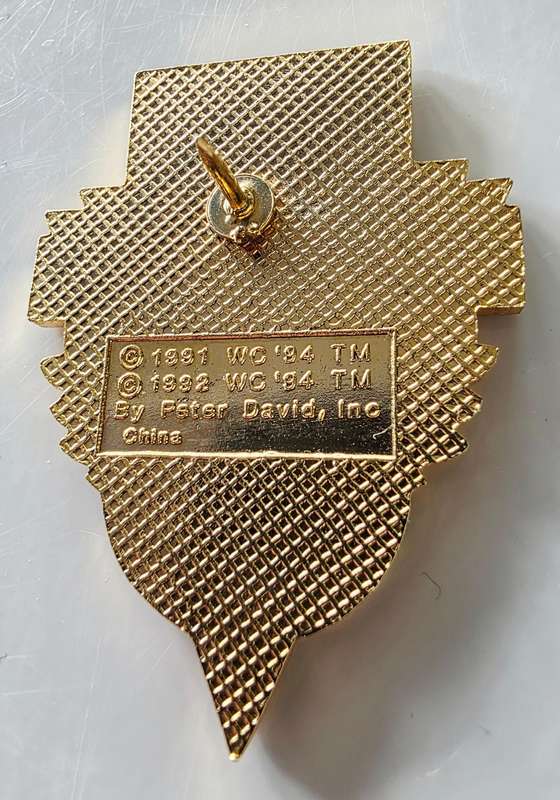 © 1991 WC '94 TM
© 1992 WC '94 TM
By Peter David, Inc
China